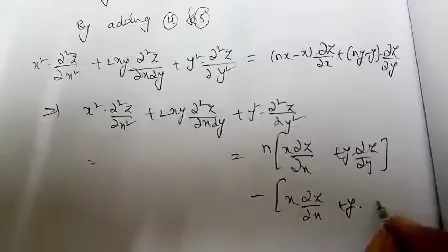 By adding ④ & ⑤
x² ∂²z/∂x² + 2xy ∂²z/∂x∂y + y² ∂²z/∂y² = (nx-x) ∂z/∂x + (ny-y) ∂z/∂y
⇒ x² · ∂²z/∂x² + 2xy ∂²z/∂x∂y + y² · ∂²z/∂y²
= = n[x ∂z/∂x + y · ∂z/∂y]
- [x · ∂z/∂x + y ·